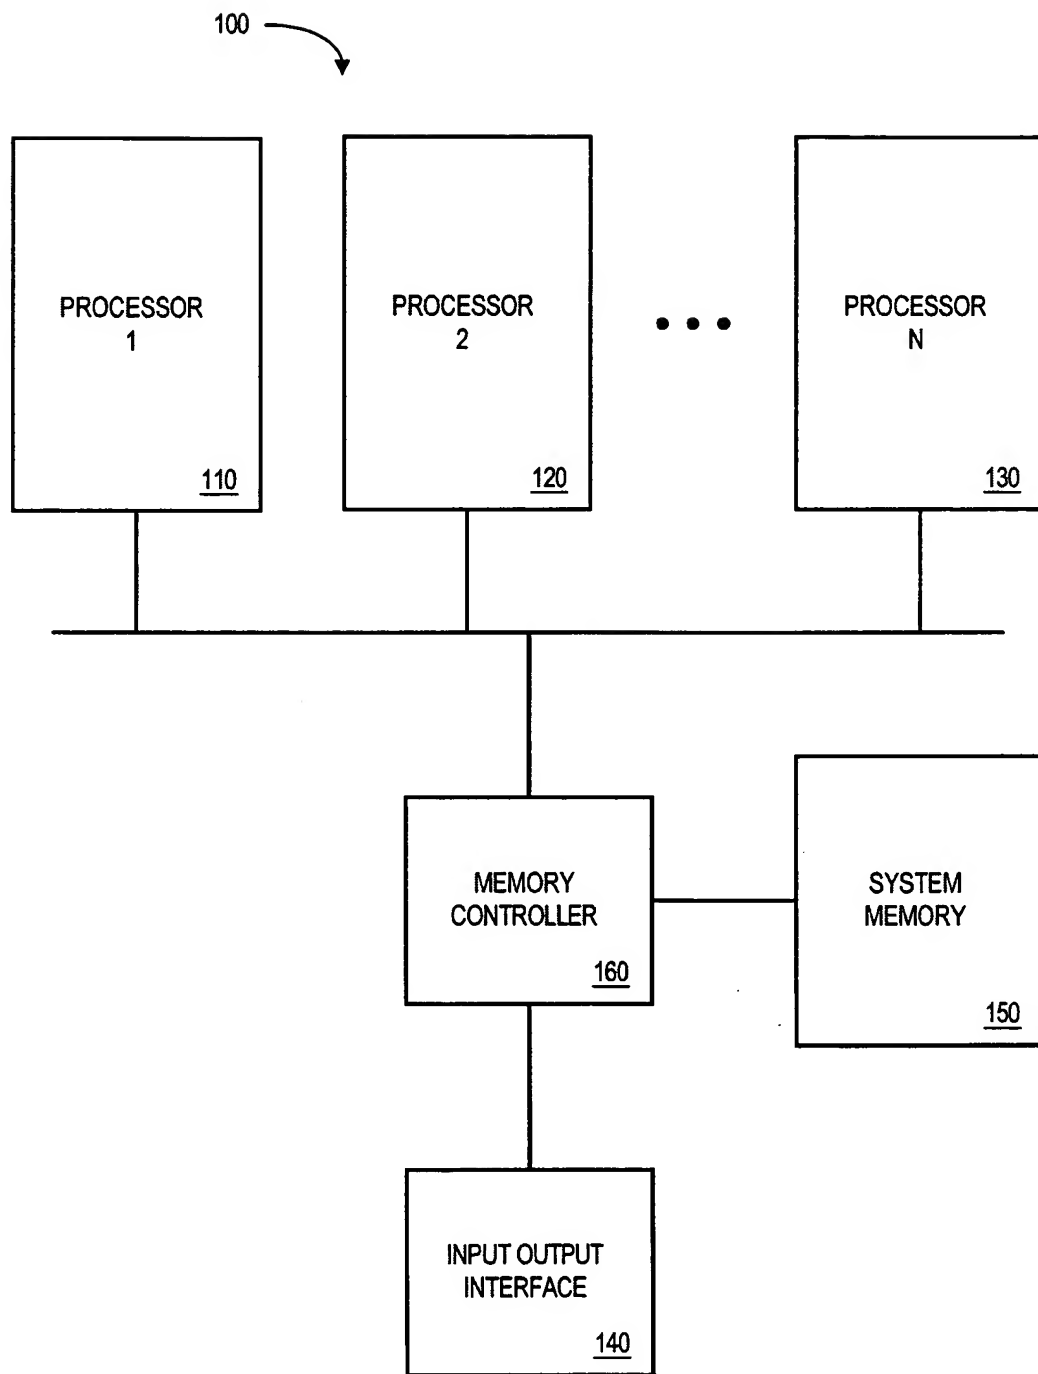 100
PROCESSOR
1
110
PROCESSOR
2
120
PROCESSOR
N
130
MEMORY
CONTROLLER
160
SYSTEM
MEMORY
150
INPUT OUTPUT
INTERFACE
140